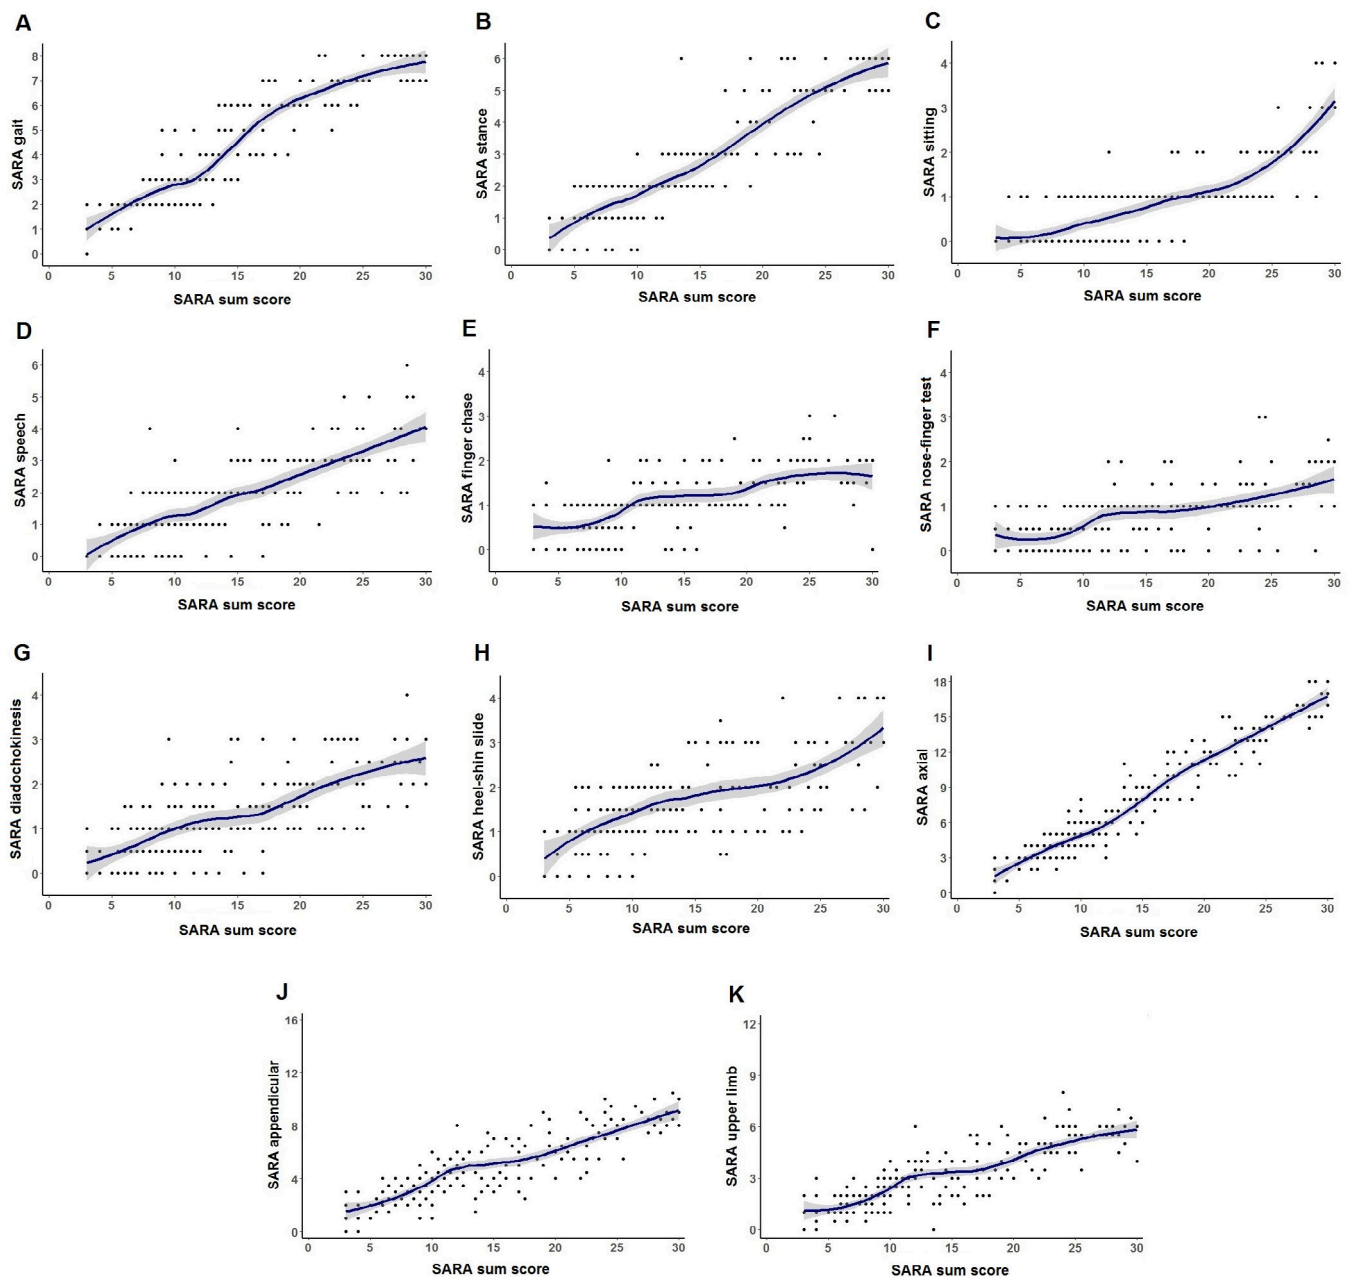 A
SARA gait
8
7
6
5
4
3
2
1
0
0 5 10 15 20 25 30
SARA sum score
B
SARA stance
6
5
4
3
2
1
0
0 5 10 15 20 25 30
SARA sum score
C
SARA sitting
4
3
2
1
0
0 5 10 15 20 25 30
SARA sum score
D
SARA speech
6
5
4
3
2
1
0
0 5 10 15 20 25 30
SARA sum score
E
SARA finger chase
4
3
2
1
0
0 5 10 15 20 25 30
SARA sum score
F
SARA nose-finger test
4
3
2
1
0
0 5 10 15 20 25 30
SARA sum score
G
SARA diadochokinesis
4
3
2
1
0
0 5 10 15 20 25 30
SARA sum score
H
SARA heel-shin slide
4
3
2
1
0
0 5 10 15 20 25 30
SARA sum score
I
SARA axial
18
15
12
9
6
3
0
0 5 10 15 20 25 30
SARA sum score
J
SARA appendicular
16
12
8
4
0
0 5 10 15 20 25 30
SARA sum score
K
SARA upper limb
12
9
6
3
0
0 5 10 15 20 25 30
SARA sum score